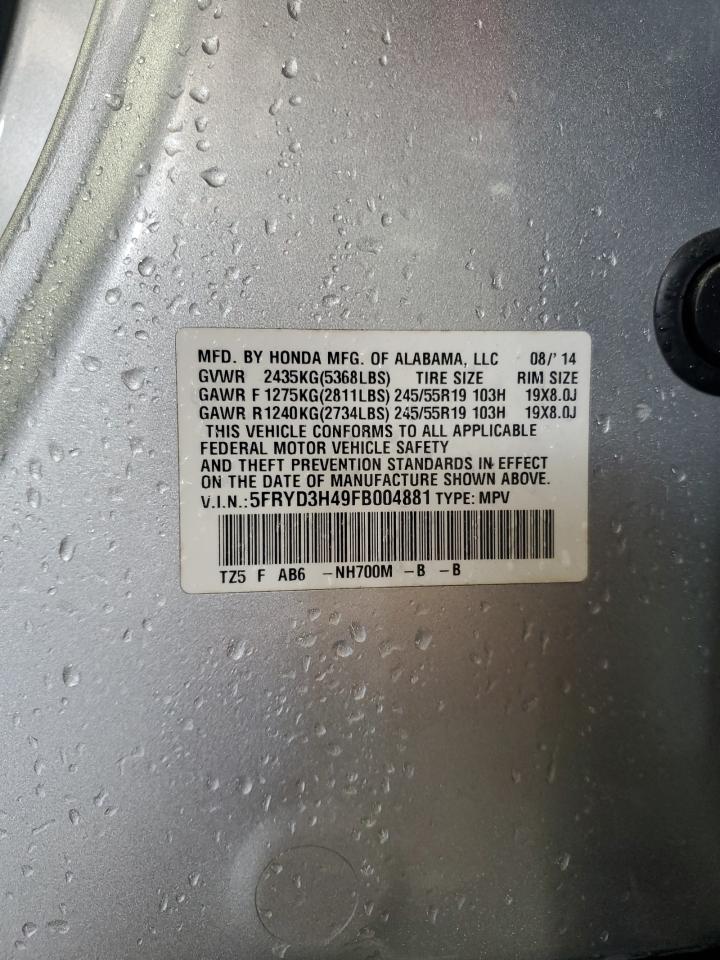 MFD. BY HONDA MFG. OF ALABAMA, LLC 08/'14
GVWR 2435KG(5368LBS) TIRE SIZE RIM SIZE
GAWR F 1275KG(2811LBS) 245/55R19 103H 19X8.0J
GAWR R1240KG(2734LBS) 245/55R19 103H 19X8.0J
THIS VEHICLE CONFORMS TO ALL APPLICABLE
FEDERAL MOTOR VEHICLE SAFETY
AND THEFT PREVENTION STANDARDS IN EFFECT
ON THE DATE OF MANUFACTURE SHOWN ABOVE.
V.I.N.:5FRYD3H49FB004881 TYPE: MPV
TZ5 F AB6 -NH700M -B -B